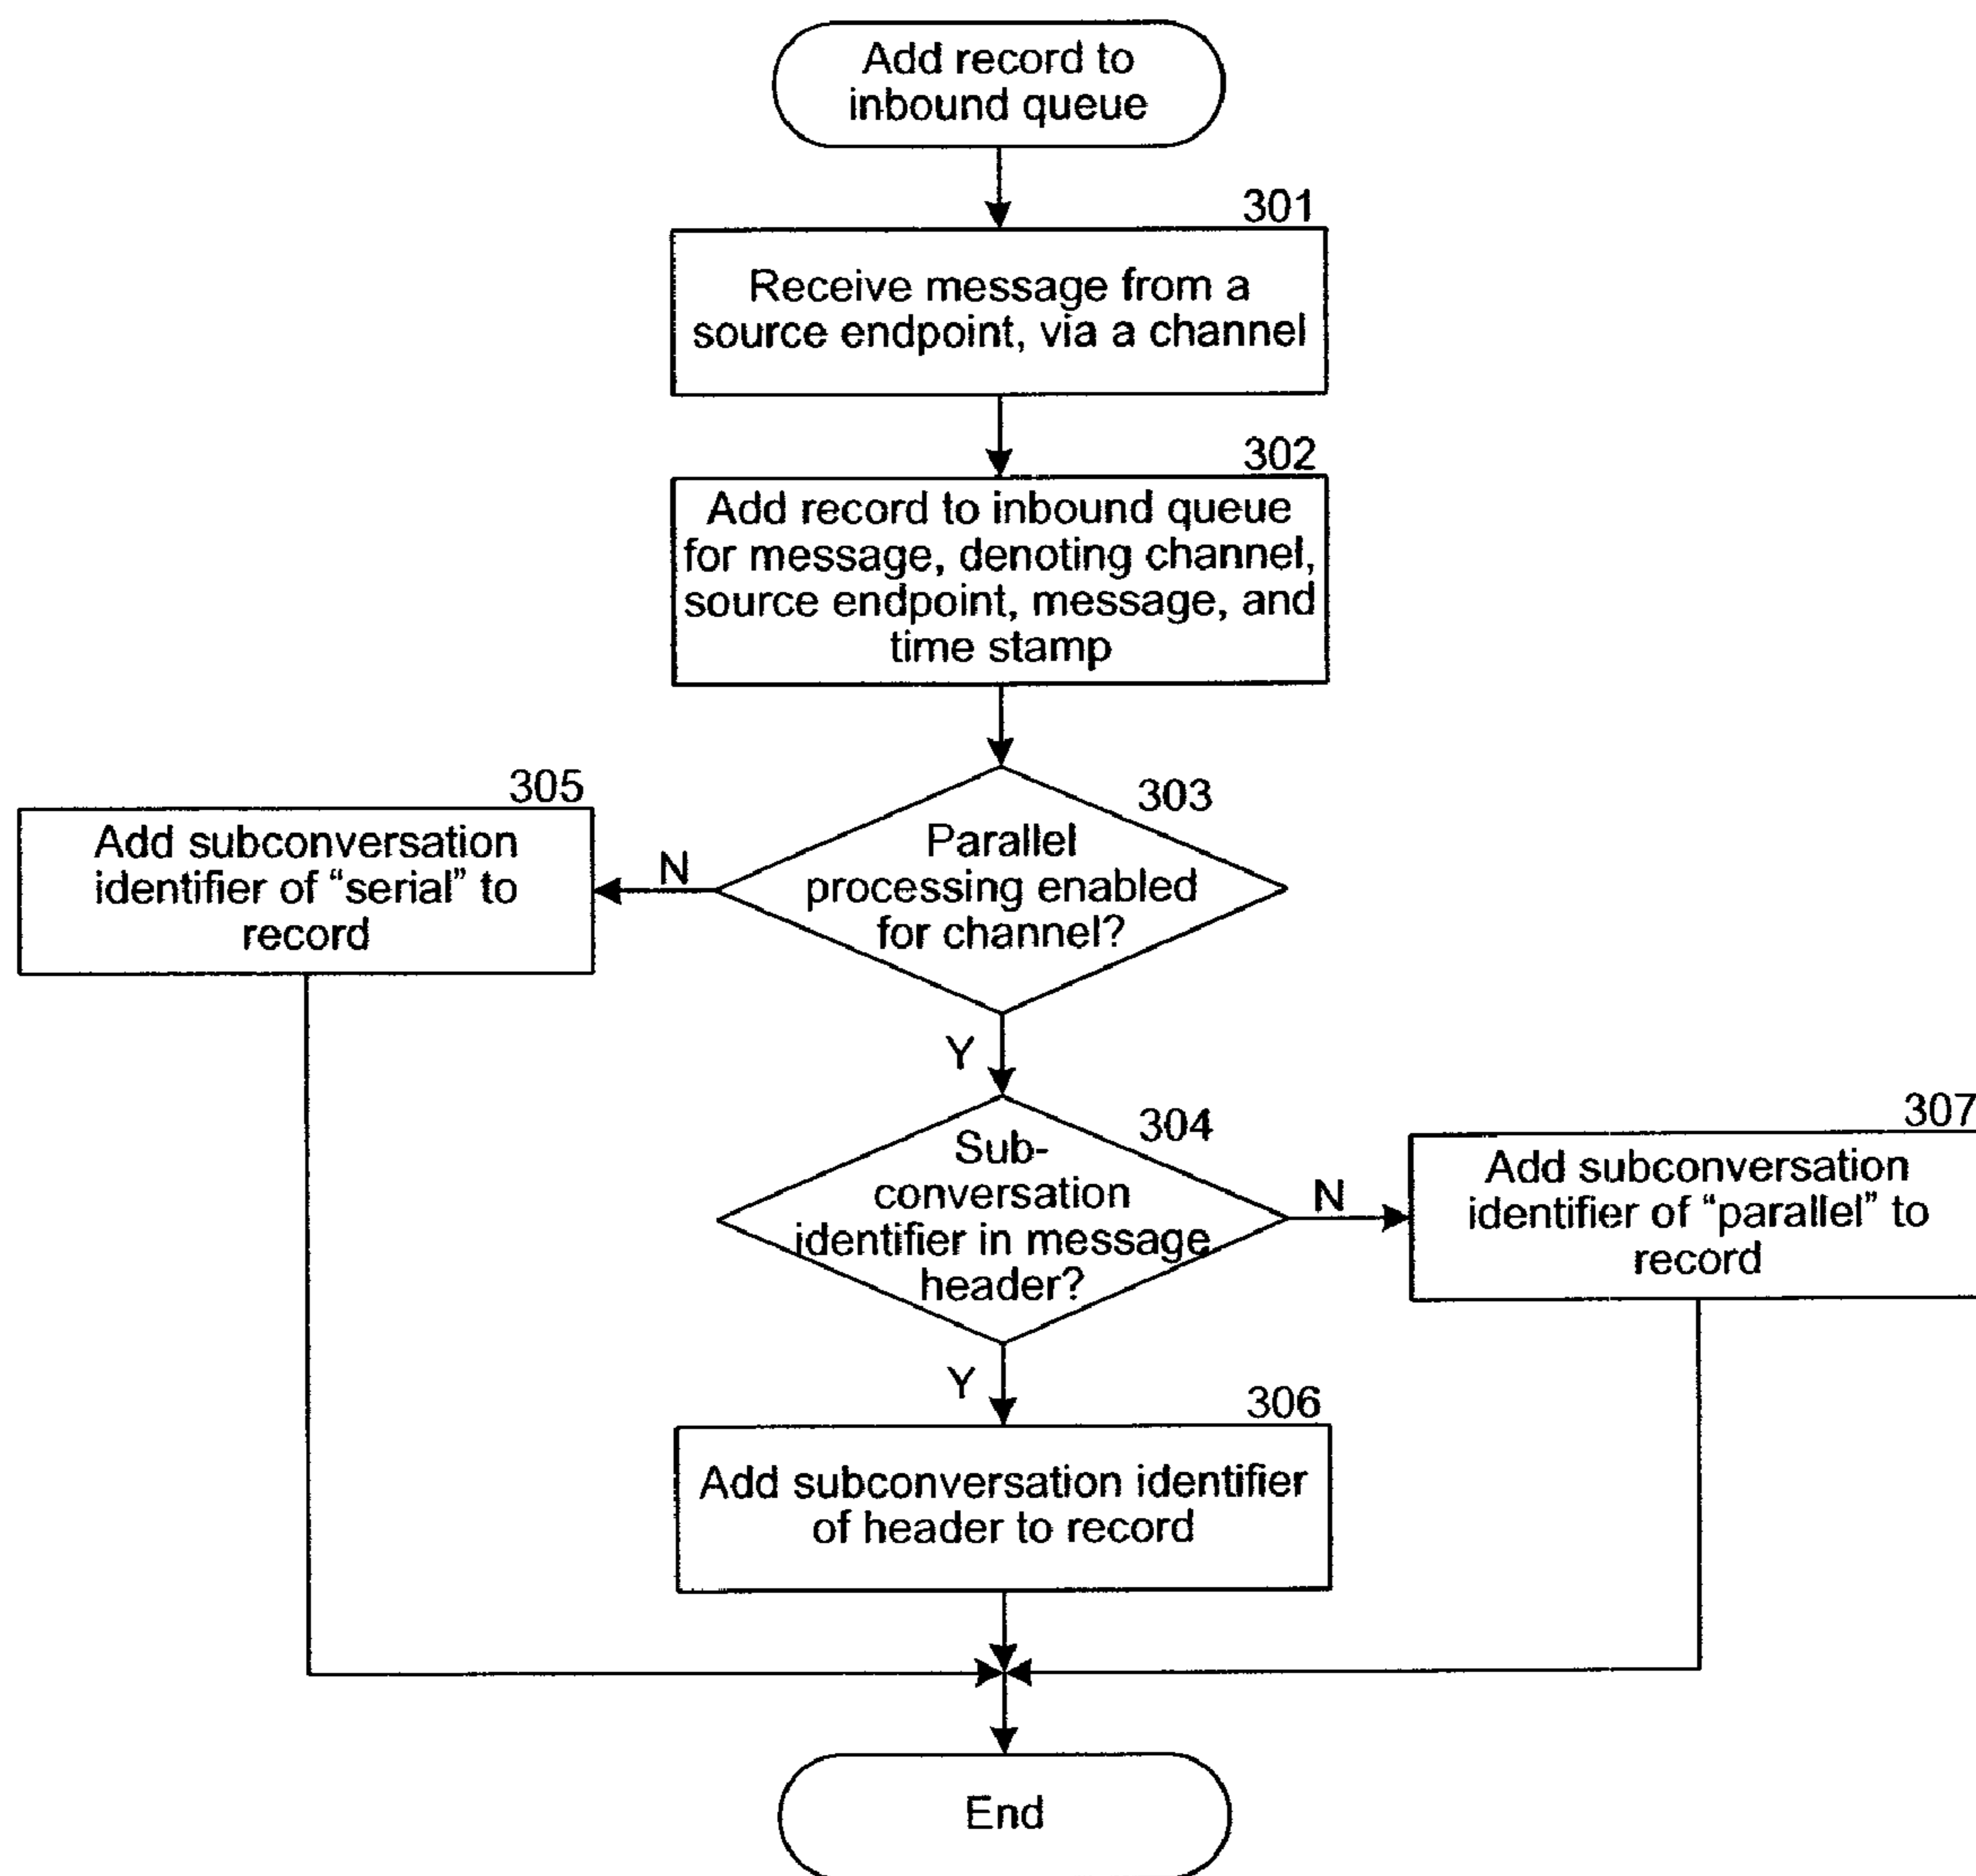 Add record to
inbound queue
301
Receive message from a
source endpoint, via a channel
302
Add record to inbound queue
for message, denoting channel,
source endpoint, message, and
time stamp
303
Parallel
processing enabled
for channel?
N
305
Add subconversation
identifier of “serial” to
record
Y
304
Sub-
conversation
identifier in message
header?
N
307
Add subconversation
identifier of “parallel” to
record
Y
306
Add subconversation identifier
of header to record
End